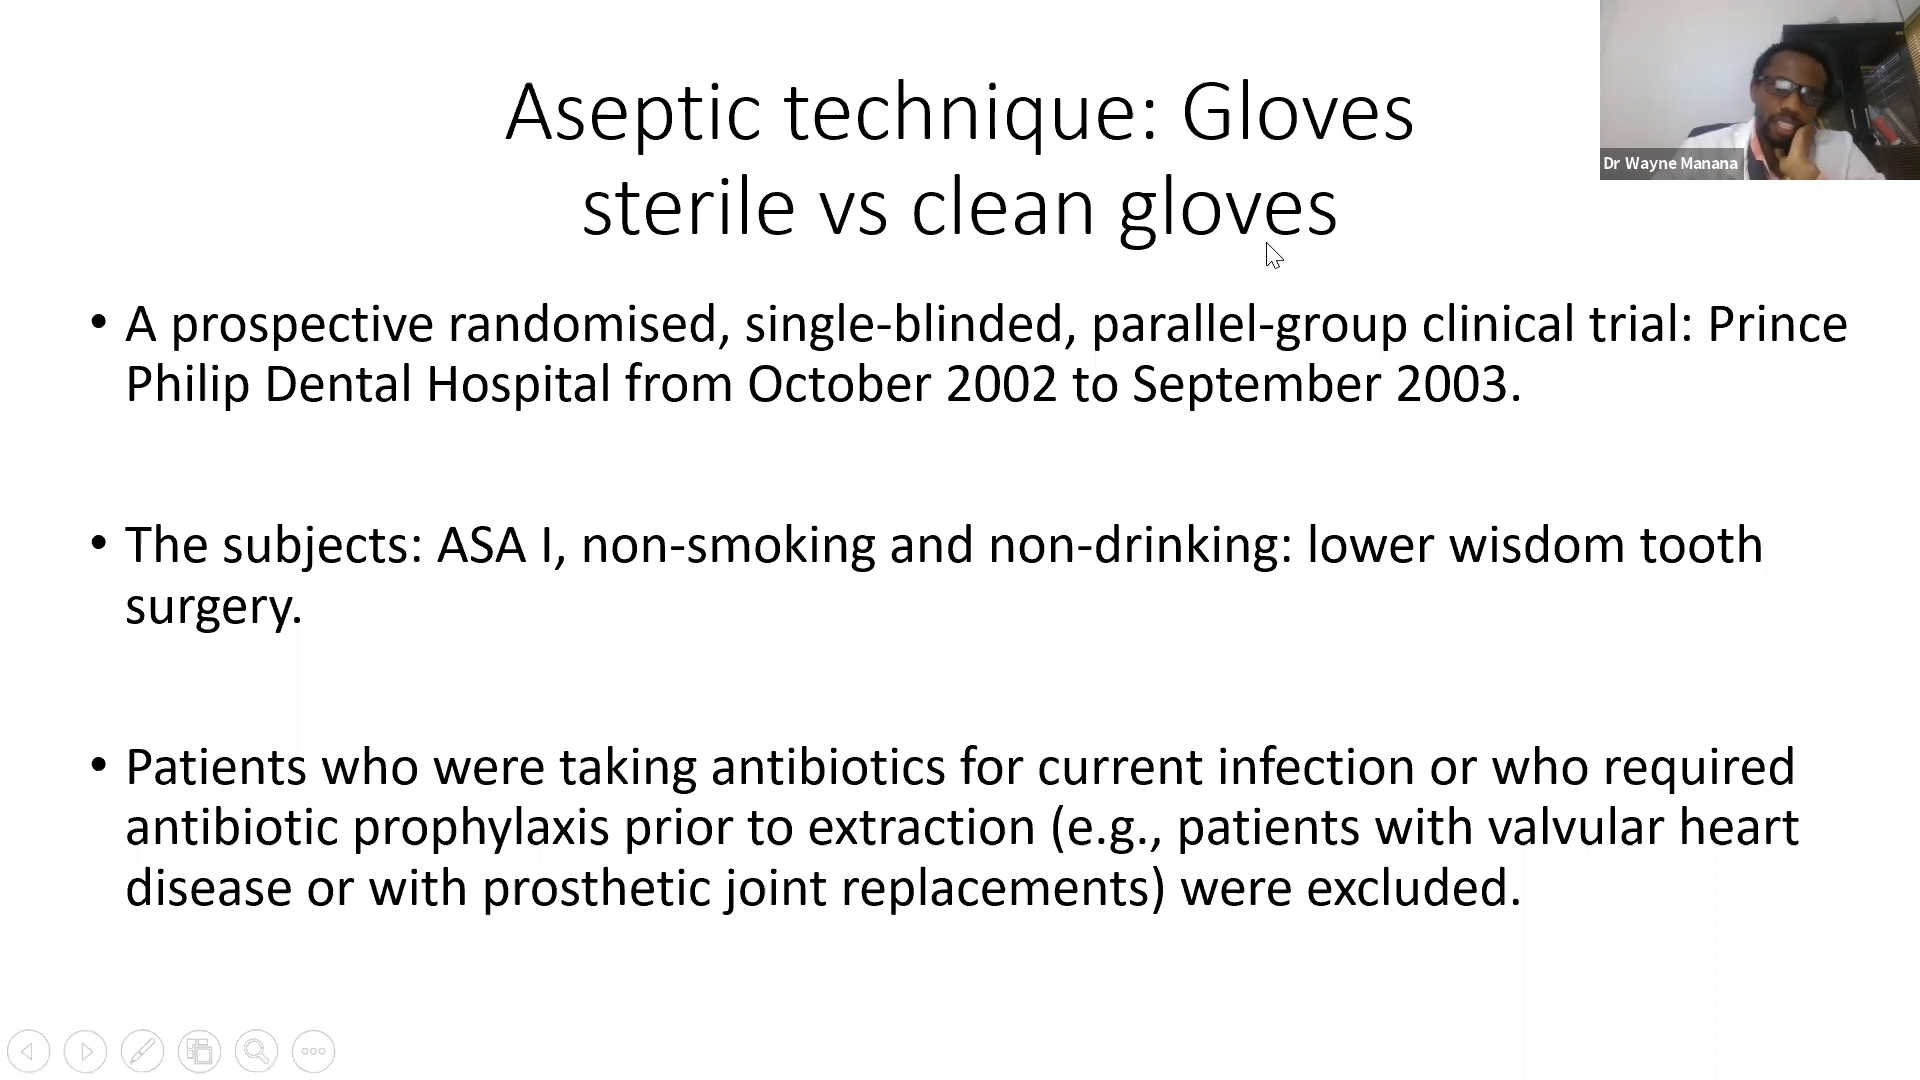 Aseptic technique: Gloves
sterile vs clean gloves
Dr Wayne Manana
• A prospective randomised, single-blinded, parallel-group clinical trial: Prince
Philip Dental Hospital from October 2002 to September 2003.
• The subjects: ASA I, non-smoking and non-drinking: lower wisdom tooth
surgery.
• Patients who were taking antibiotics for current infection or who required
antibiotic prophylaxis prior to extraction (e.g., patients with valvular heart
disease or with prosthetic joint replacements) were excluded.